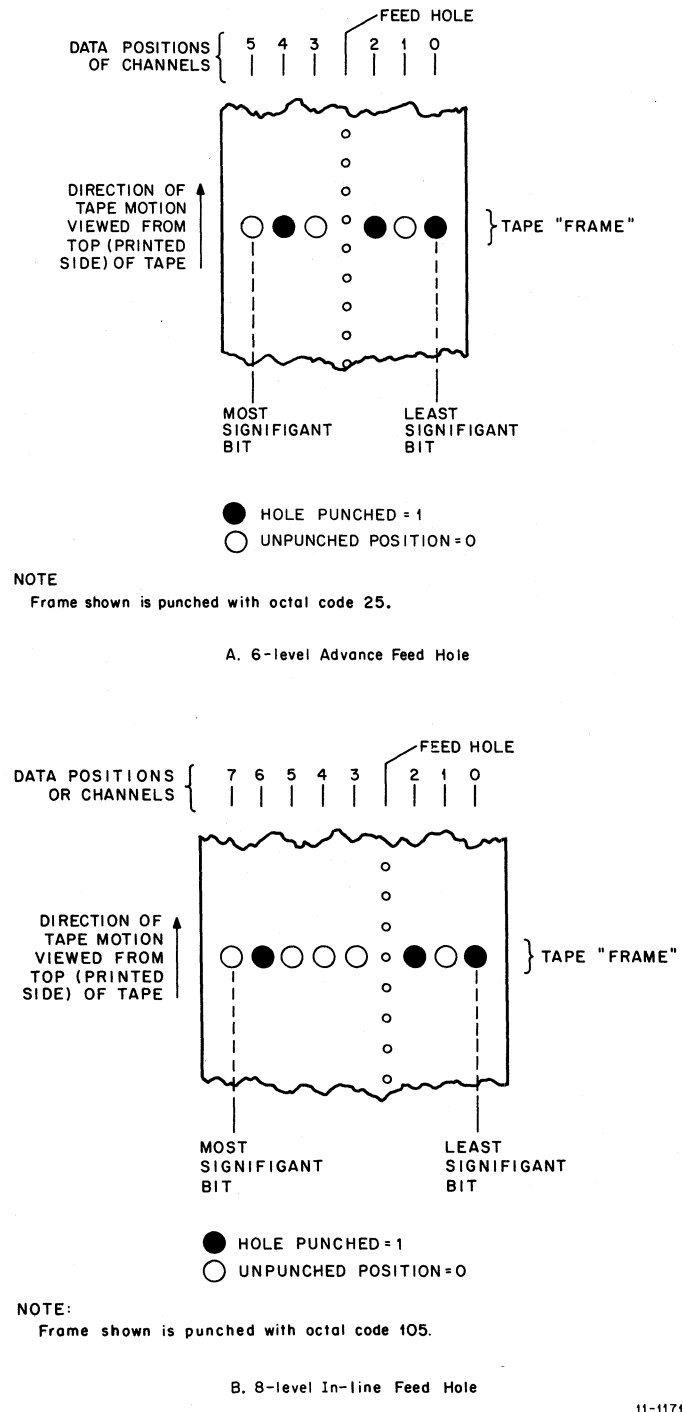 FEED HOLE
DATA POSITIONS
OF CHANNELS
5 4 3 2 1 0
DIRECTION OF
TAPE MOTION
VIEWED FROM
TOP (PRINTED
SIDE) OF TAPE
TAPE "FRAME"
MOST
SIGNIFIGANT
BIT
LEAST
SIGNIFIGANT
BIT
HOLE PUNCHED = 1
UNPUNCHED POSITION = 0
NOTE
Frame shown is punched with octal code 25.
A. 6-level Advance Feed Hole
FEED HOLE
DATA POSITIONS
OR CHANNELS
7 6 5 4 3 2 1 0
DIRECTION OF
TAPE MOTION
VIEWED FROM
TOP (PRINTED
SIDE) OF TAPE
TAPE "FRAME"
MOST
SIGNIFIGANT
BIT
LEAST
SIGNIFIGANT
BIT
HOLE PUNCHED = 1
UNPUNCHED POSITION = 0
NOTE:
Frame shown is punched with octal code 105.
B. 8-level In-line Feed Hole
11-1171